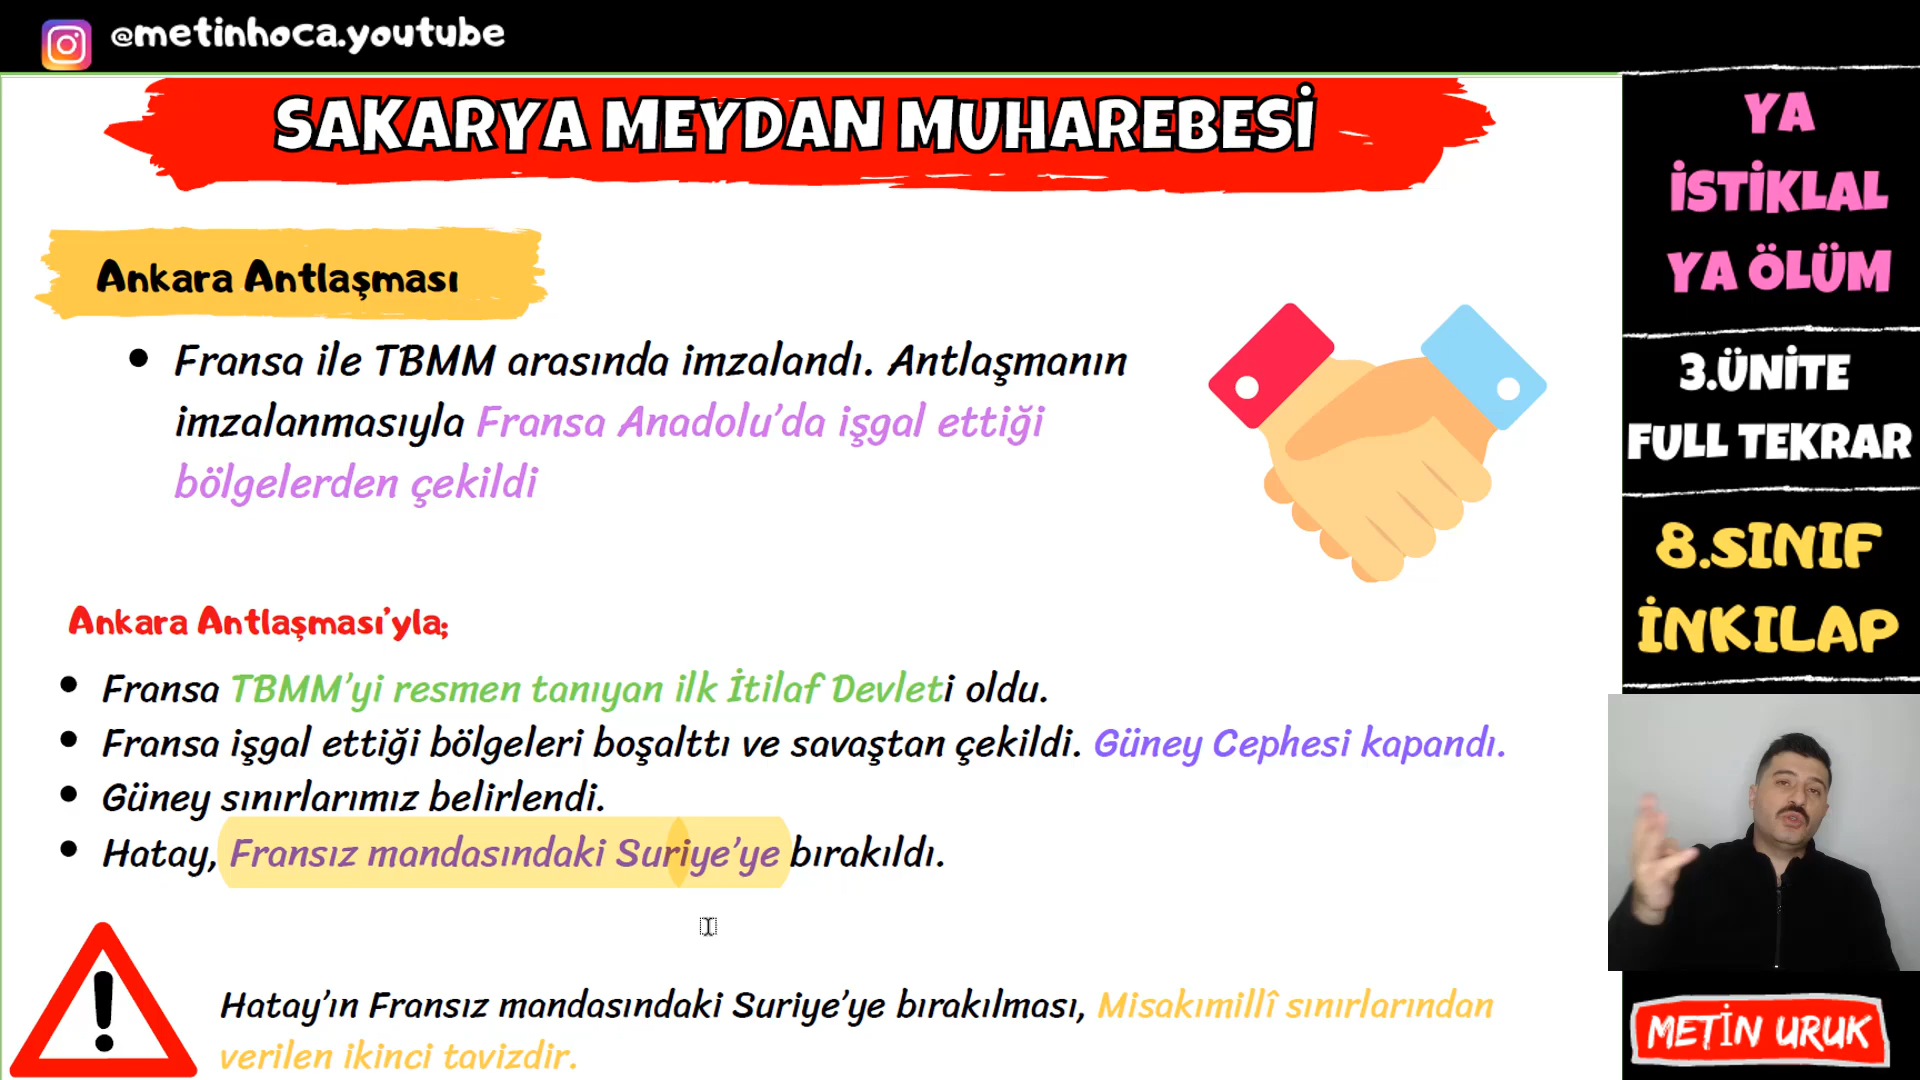 @metinhoca.youtube
SAKARYA MEYDAN MUHAREBESİ
Ankara Antlaşması
• Fransa ile TBMM arasında imzalandı. Antlaşmanın
imzalanmasıyla Fransa Anadolu'da işgal ettiği
bölgelerden çekildi
Ankara Antlaşması'yla;
• Fransa TBMM'yi resmen tanıyan ilk İtilaf Devleti oldu.
• Fransa işgal ettiği bölgeleri boşalttı ve savaştan çekildi. Güney Cephesi kapandı.
• Güney sınırlarımız belirlendi.
• Hatay, Fransız mandasındaki Suriye'ye bırakıldı.
Hatay'ın Fransız mandasındaki Suriye'ye bırakılması, Misakımillî sınırlarından
verilen ikinci tavizdir.
YA
İSTİKLAL
YA ÖLÜM
3.ÜNİTE
FULL TEKRAR
8.SINIF
İNKILAP
METİN URUK